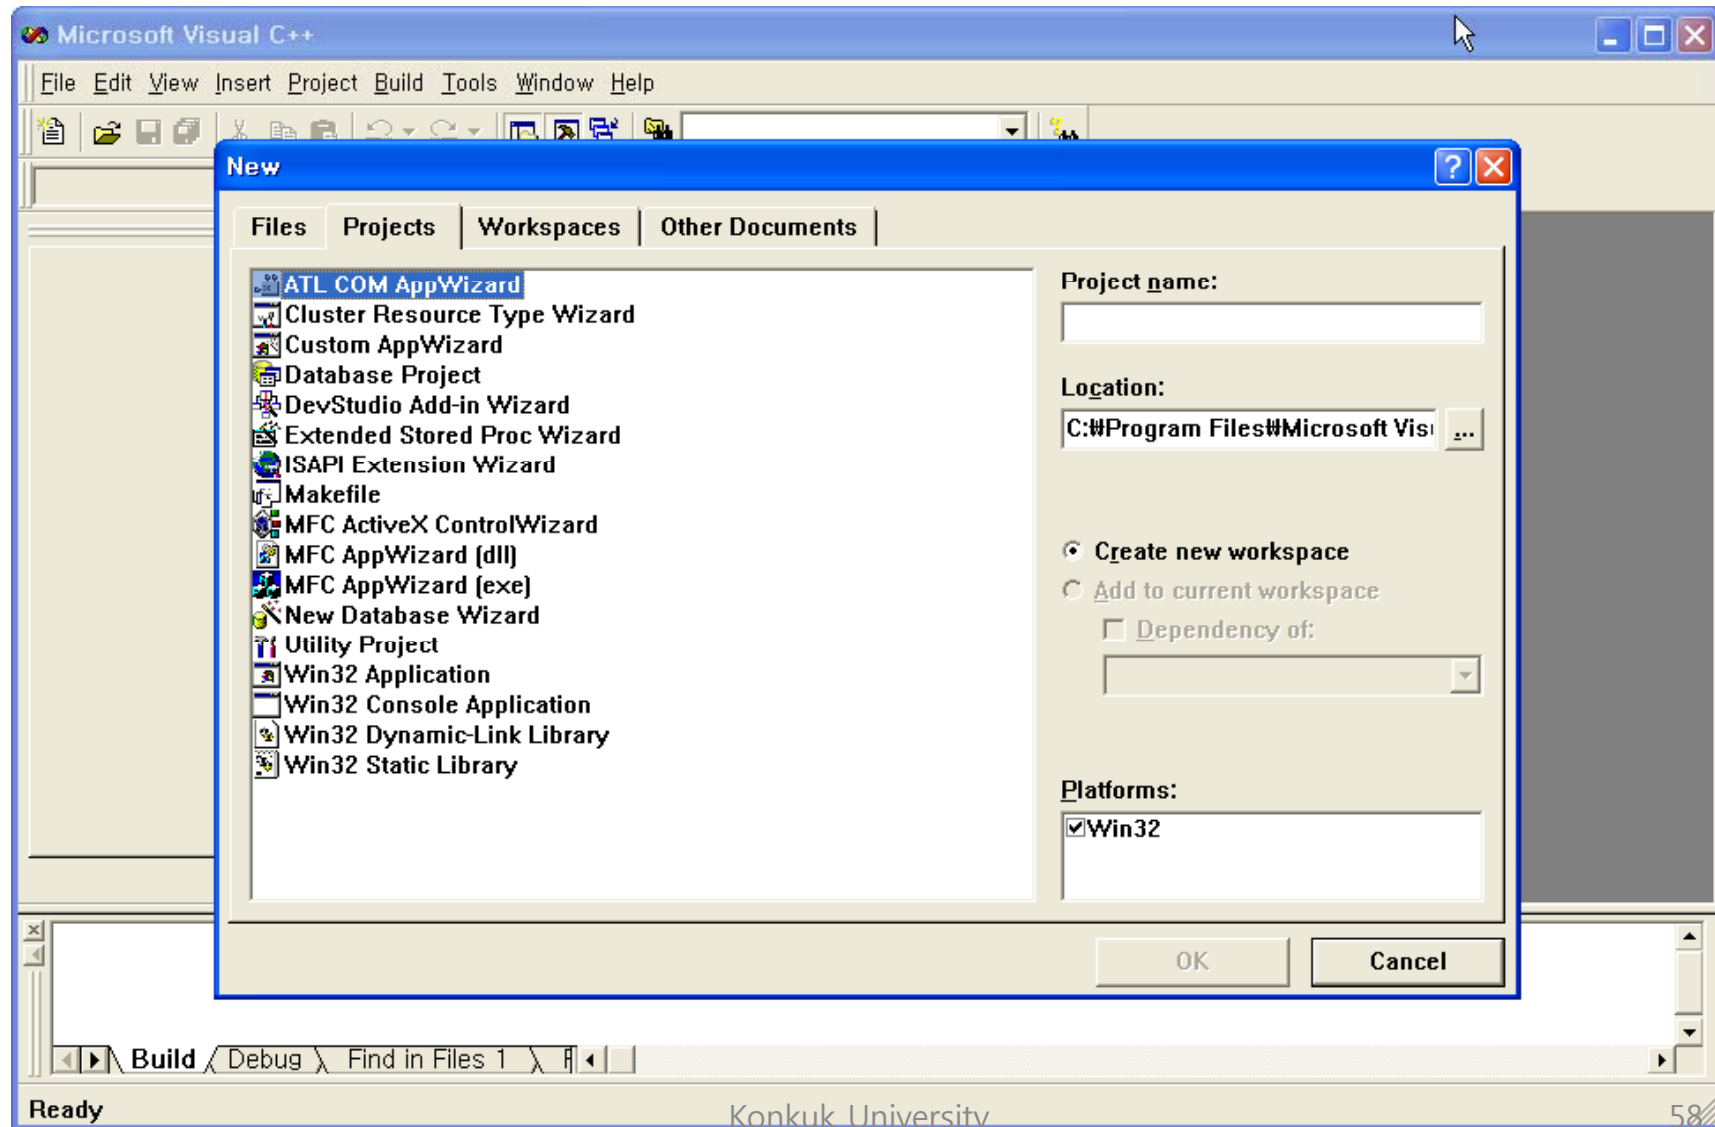 Microsoft Visual C++
File Edit View Insert Project Build Tools Window Help
New
Files Projects Workspaces Other Documents
ATL COM AppWizard
Cluster Resource Type Wizard
Custom AppWizard
Database Project
DevStudio Add-in Wizard
Extended Stored Proc Wizard
ISAPI Extension Wizard
Makefile
MFC ActiveX ControlWizard
MFC AppWizard (dll)
MFC AppWizard (exe)
New Database Wizard
Utility Project
Win32 Application
Win32 Console Application
Win32 Dynamic-Link Library
Win32 Static Library
Project name:
Location:
C:₩Program Files₩Microsoft Vis
...
Create new workspace
Add to current workspace
Dependency of:
Platforms:
Win32
OK Cancel
Build Debug Find in Files 1
Ready
Konkuk University
58